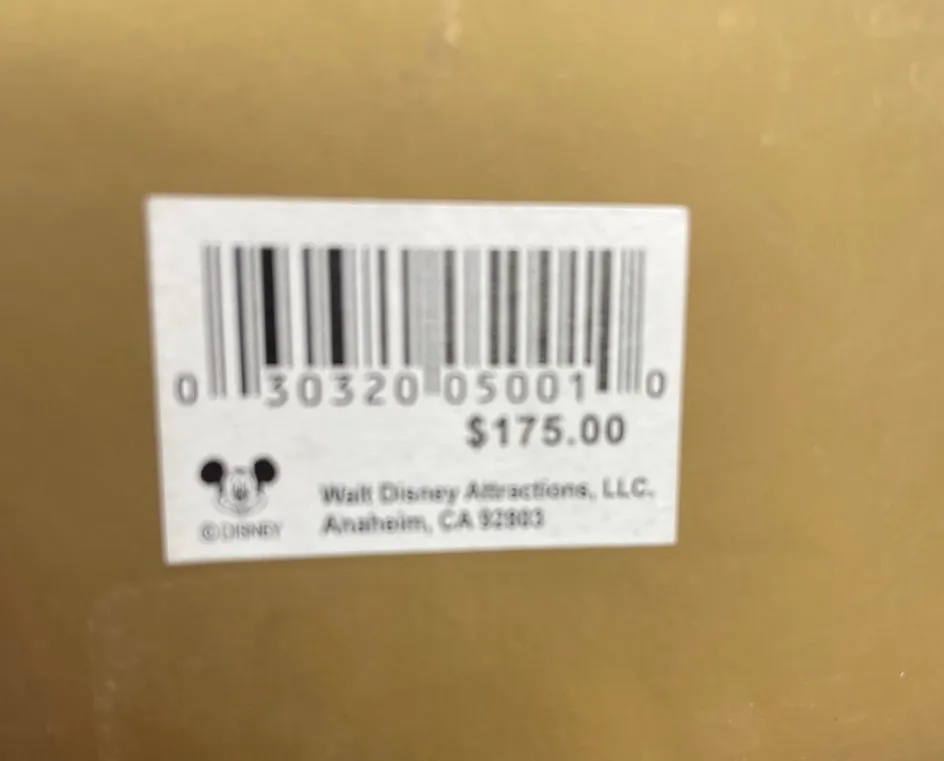 0 30320 05001 0
$175.00
© DISNEY
Walt Disney Attractions, LLC.
Anaheim, CA 92803